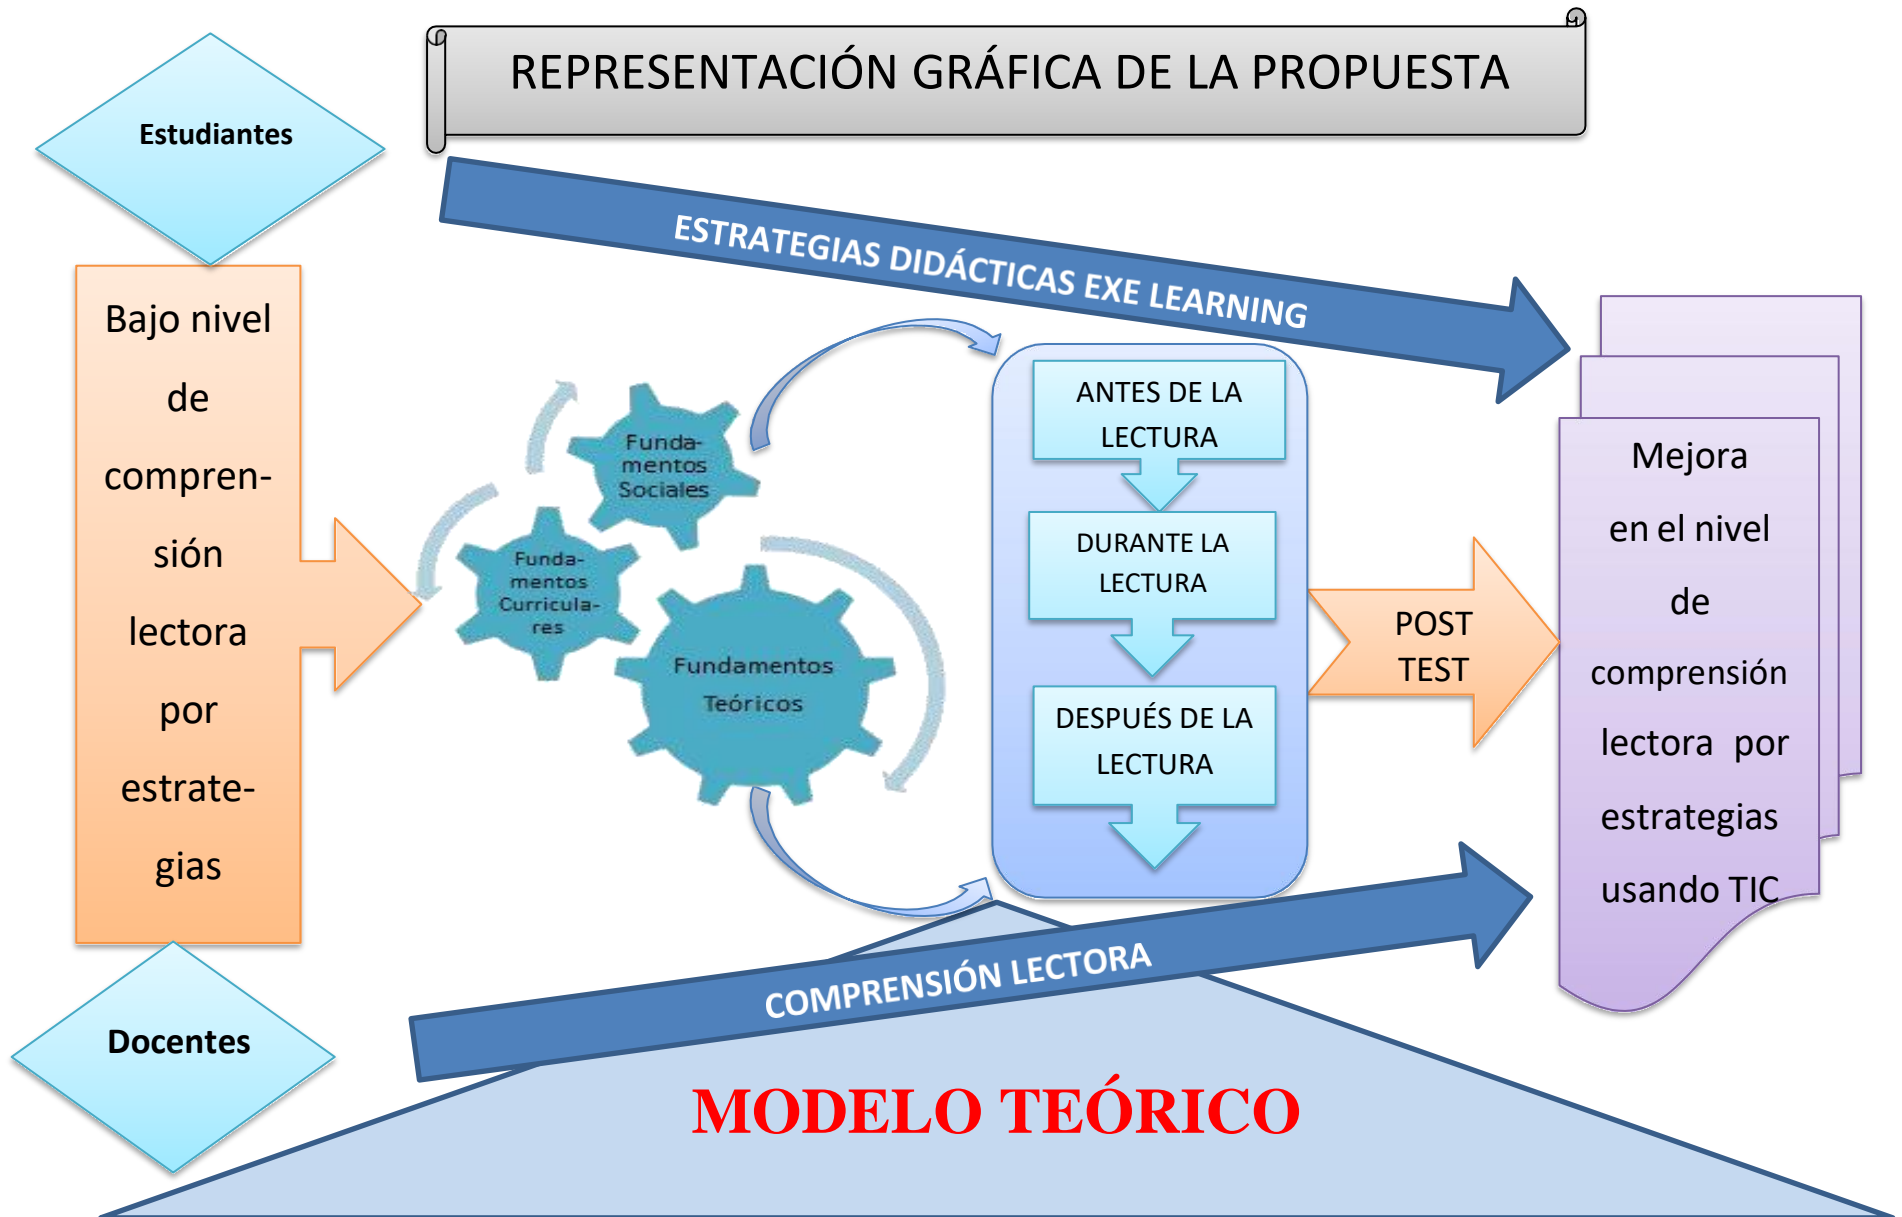 REPRESENTACIÓN GRÁFICA DE LA PROPUESTA
Estudiantes
Bajo nivel
de
compren-
sión
lectora
por
estrate-
gias
Docentes
ESTRATEGIAS DIDÁCTICAS EXE LEARNING
Funda-
mentos
Sociales
Funda-
mentos
Curricula-
res
Fundamentos
Teóricos
ANTES DE LA
LECTURA
DURANTE LA
LECTURA
DESPUÉS DE LA
LECTURA
POST
TEST
Mejora
en el nivel
de
comprensión
lectora por
estrategias
usando TIC
COMPRENSIÓN LECTORA
MODELO TEÓRICO